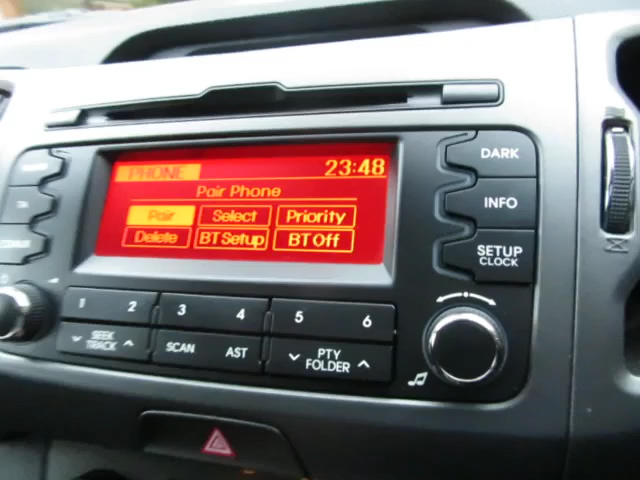 PHONE 23:48
Pair Phone
Pair Select Priority
Delete BT Setup BT Off
DARK
INFO
SETUP
CLOCK
TA
1 2 3 4 5 6
SEEK
TRACK
SCAN AST
PTY
FOLDER